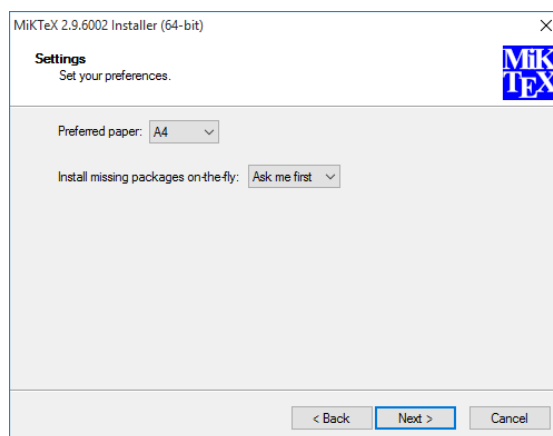 MiKTeX 2.9.6002 Installer (64-bit)
Settings
Set your preferences.
MiK
TEX
Preferred paper: A4
Install missing packages on-the-fly: Ask me first
< Back Next > Cancel